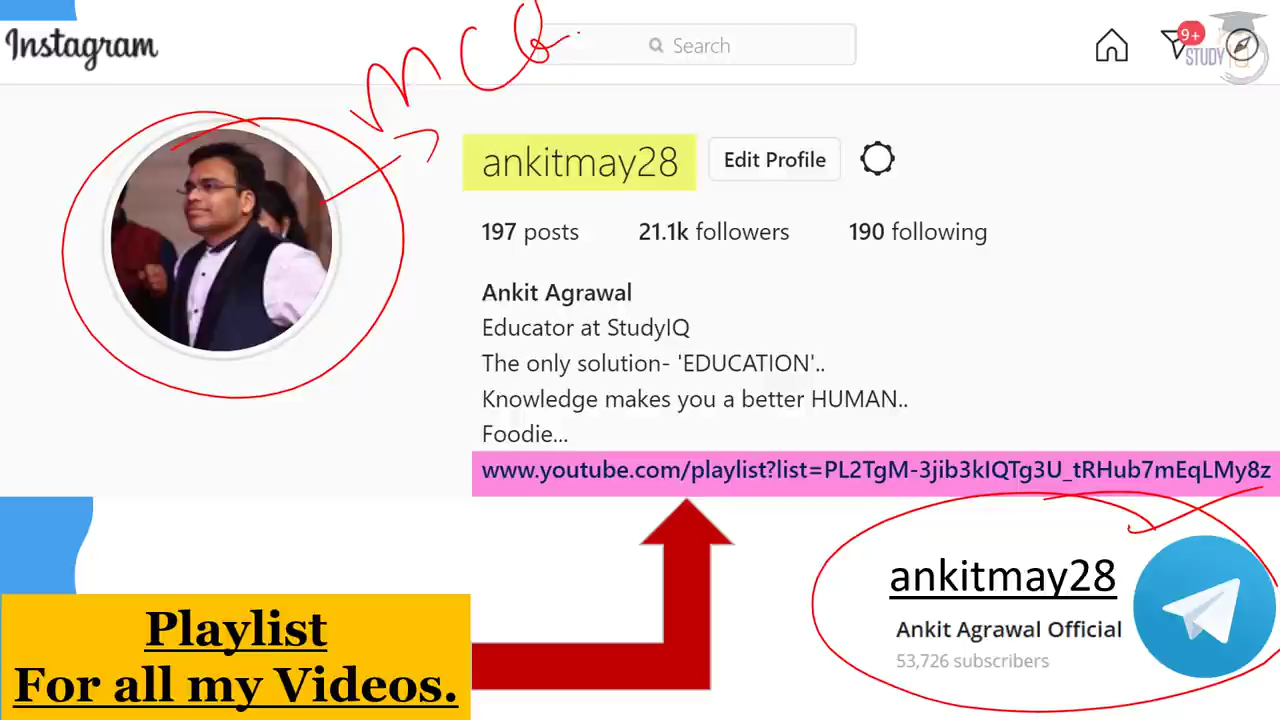 Instagram
Search
9+
STUDY IQ
MCQ
ankitmay28
Edit Profile
197 posts 21.1k followers 190 following
Ankit Agrawal
Educator at StudyIQ
The only solution- 'EDUCATION'..
Knowledge makes you a better HUMAN..
Foodie...
www.youtube.com/playlist?list=PL2TgM-3jib3kIQTg3U_tRHub7mEqLMy8z
ankitmay28
Ankit Agrawal Official
53,726 subscribers
Playlist
For all my Videos.